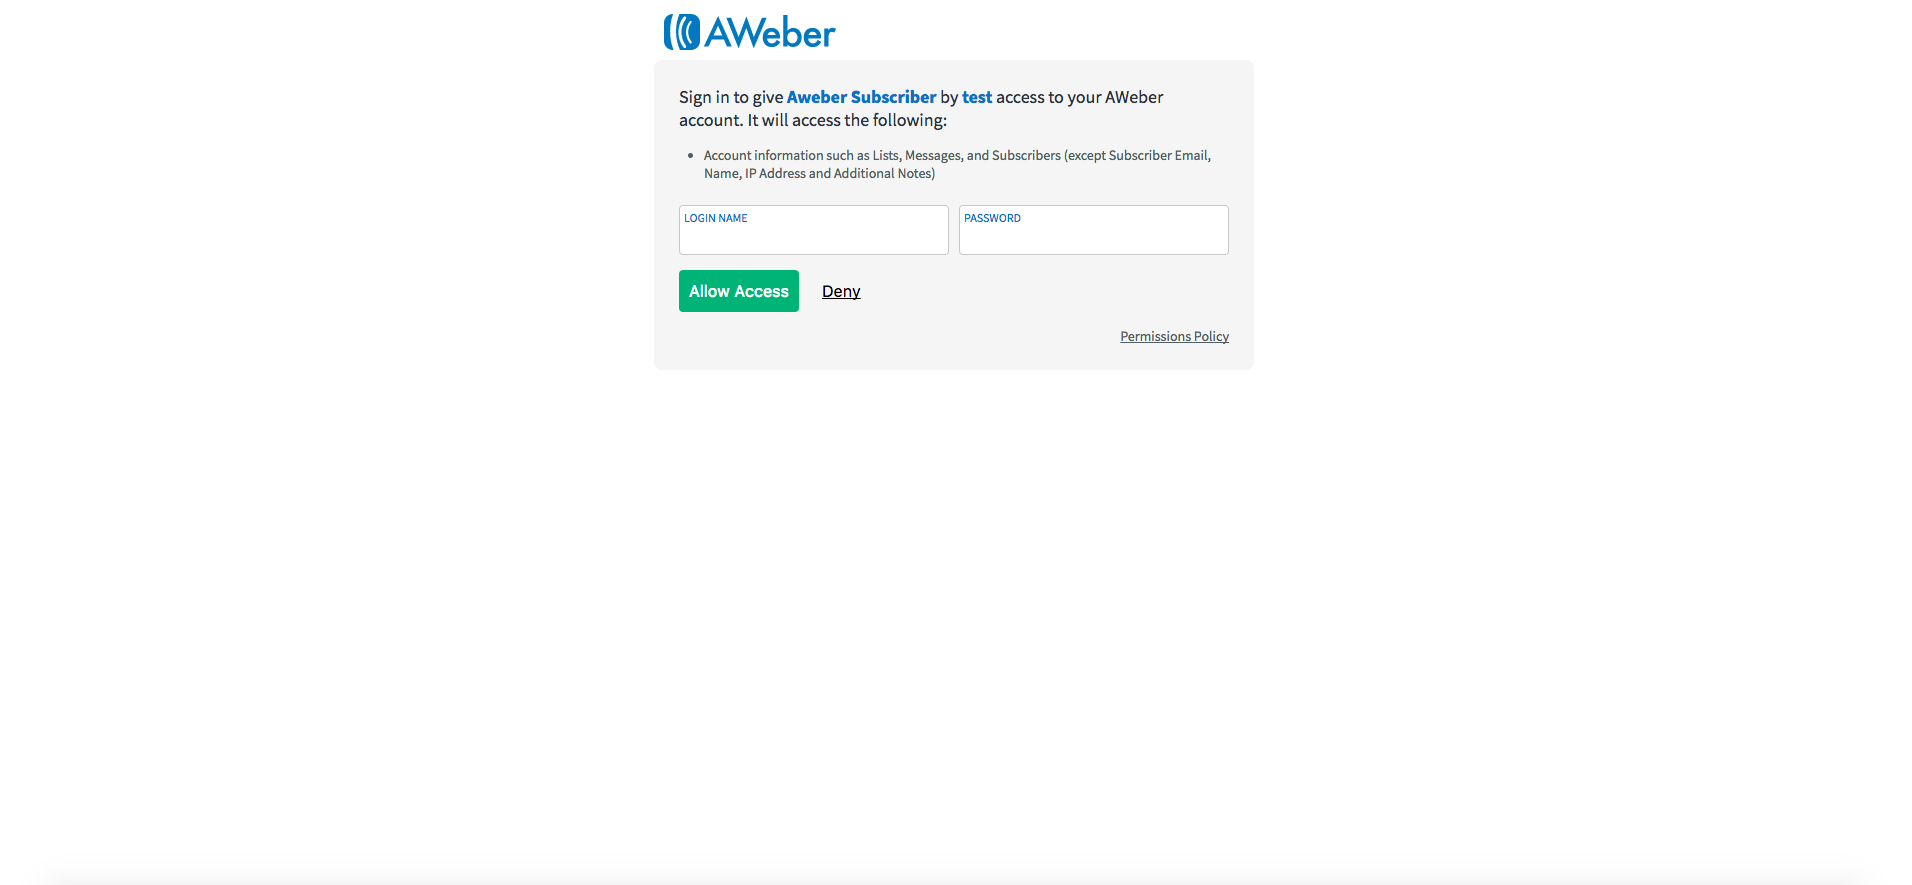 AWeber
Sign in to give Aweber Subscriber by test access to your AWeber
account. It will access the following:
• Account information such as Lists, Messages, and Subscribers (except Subscriber Email,
Name, IP Address and Additional Notes)
LOGIN NAME
PASSWORD
Allow Access
Deny
Permissions Policy